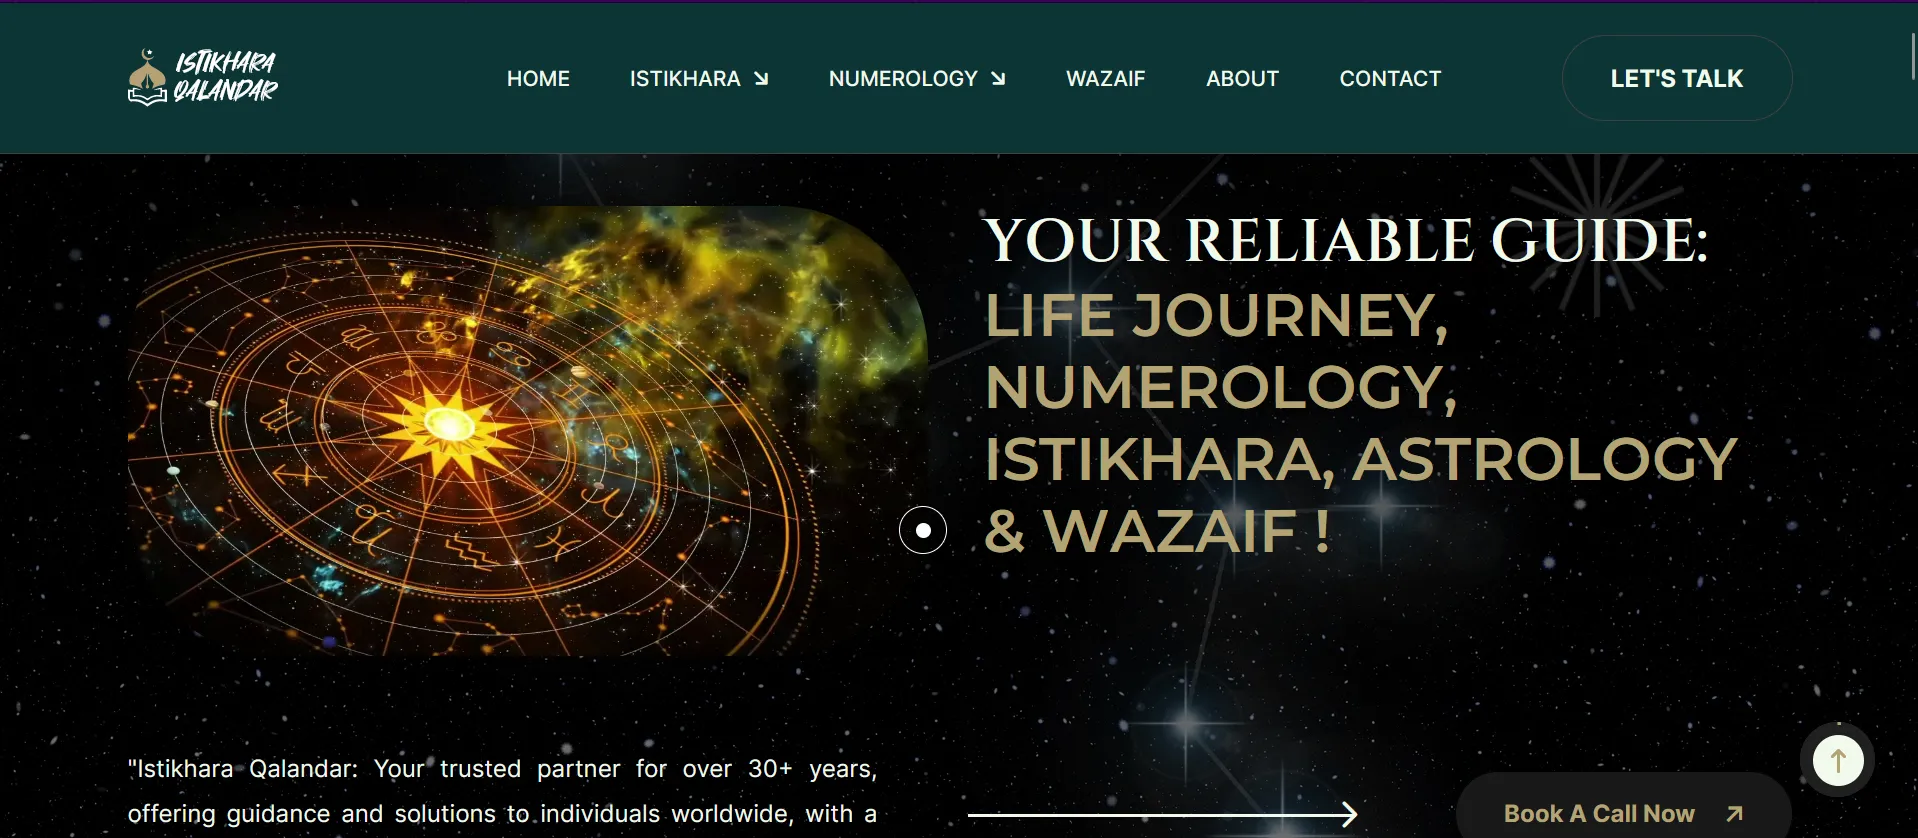 ISTIKHARA
QALANDAR
HOME
ISTIKHARA
NUMEROLOGY
WAZAIF
ABOUT
CONTACT
LET'S TALK
YOUR RELIABLE GUIDE:
LIFE JOURNEY,
NUMEROLOGY,
ISTIKHARA, ASTROLOGY
& WAZAIF !
"Istikhara Qalandar: Your trusted partner for over 30+ years,
offering guidance and solutions to individuals worldwide, with a
Book A Call Now